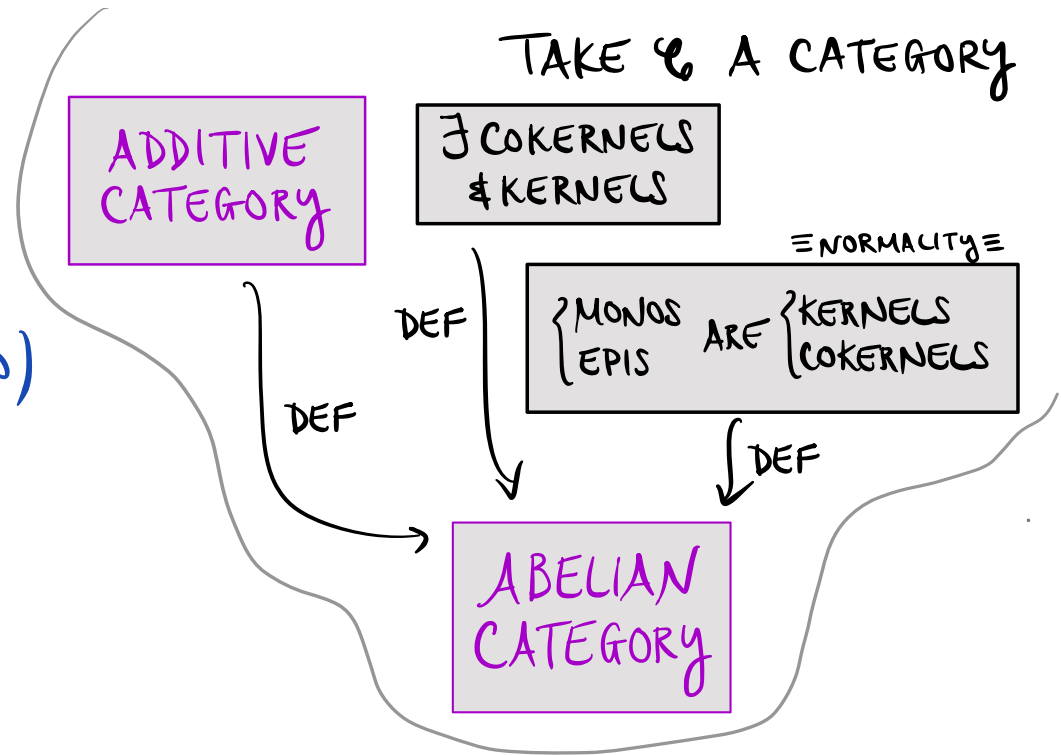 TAKE 𝒞 A CATEGORY
ADDITIVE
CATEGORY
∃ COKERNELS
& KERNELS
≡ NORMALITY ≡
{ MONOS ARE { KERNELS
EPIS COKERNELS
DEF
DEF
DEF
ABELIAN
CATEGORY